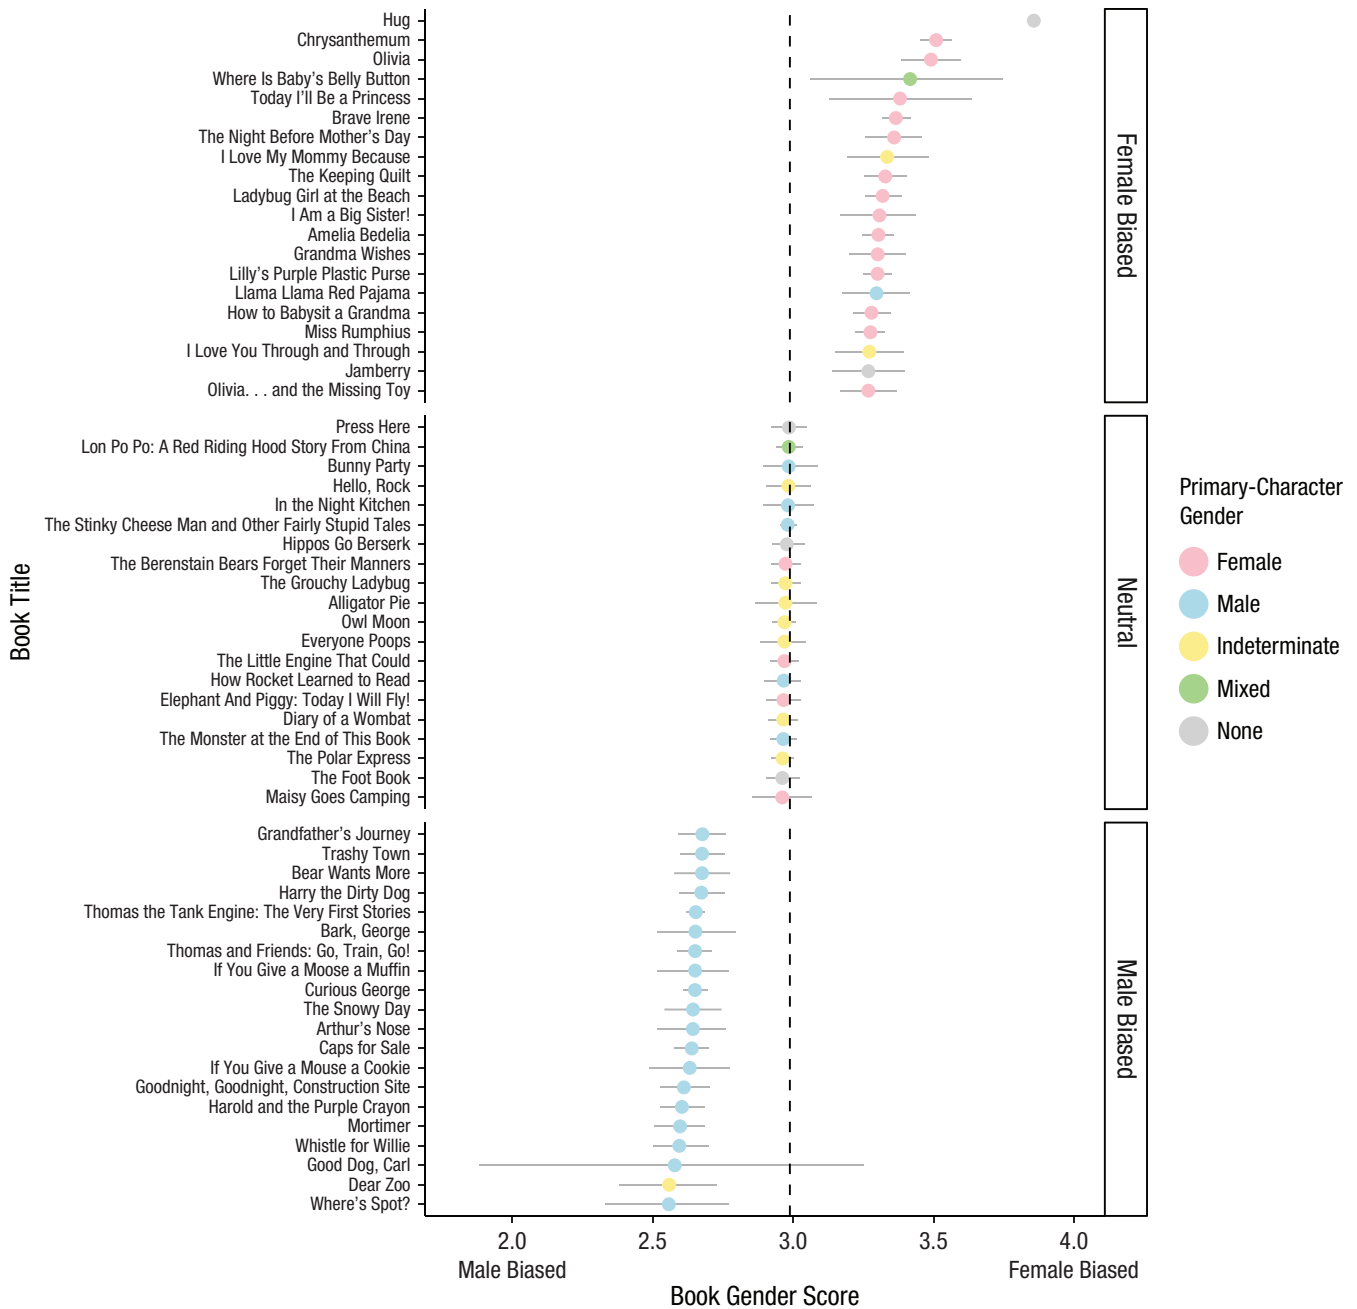 Hug
Chrysanthemum
Olivia
Where Is Baby's Belly Button
Today I'll Be a Princess
Brave Irene
The Night Before Mother's Day
I Love My Mommy Because
The Keeping Quilt
Ladybug Girl at the Beach
I Am a Big Sister!
Amelia Bedelia
Grandma Wishes
Lilly's Purple Plastic Purse
Llama Llama Red Pajama
How to Babysit a Grandma
Miss Rumphius
I Love You Through and Through
Jamberry
Olivia. . . and the Missing Toy
Female Biased
Press Here
Lon Po Po: A Red Riding Hood Story From China
Bunny Party
Hello, Rock
In the Night Kitchen
The Stinky Cheese Man and Other Fairly Stupid Tales
Hippos Go Berserk
The Berenstain Bears Forget Their Manners
The Grouchy Ladybug
Alligator Pie
Owl Moon
Everyone Poops
The Little Engine That Could
How Rocket Learned to Read
Elephant And Piggy: Today I Will Fly!
Diary of a Wombat
The Monster at the End of This Book
The Polar Express
The Foot Book
Maisy Goes Camping
Neutral
Grandfather's Journey
Trashy Town
Bear Wants More
Harry the Dirty Dog
Thomas the Tank Engine: The Very First Stories
Bark, George
Thomas and Friends: Go, Train, Go!
If You Give a Moose a Muffin
Curious George
The Snowy Day
Arthur's Nose
Caps for Sale
If You Give a Mouse a Cookie
Goodnight, Goodnight, Construction Site
Harold and the Purple Crayon
Mortimer
Whistle for Willie
Good Dog, Carl
Dear Zoo
Where's Spot?
Male Biased
Book Title
2.0
2.5
3.0
3.5
4.0
Male Biased
Female Biased
Book Gender Score
Primary-Character
Gender
Female
Male
Indeterminate
Mixed
None